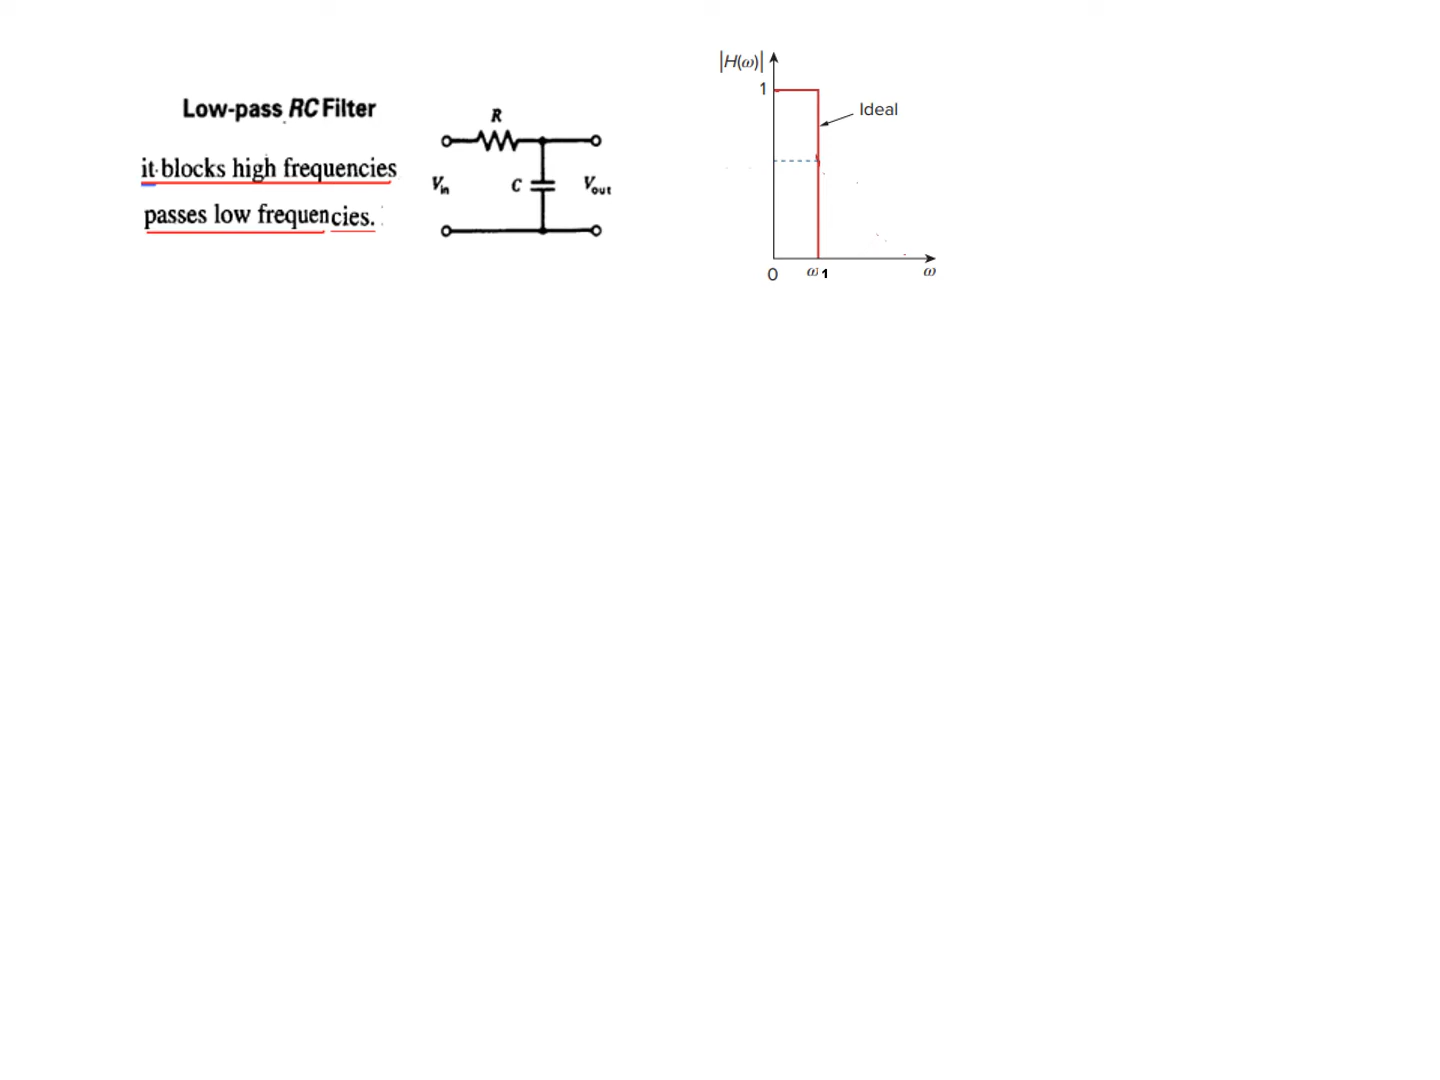 Low-pass RC Filter
it blocks high frequencies
passes low frequencies.
R
Vin
C
Vout
|H(ω)|
1
Ideal
0
ω1
ω